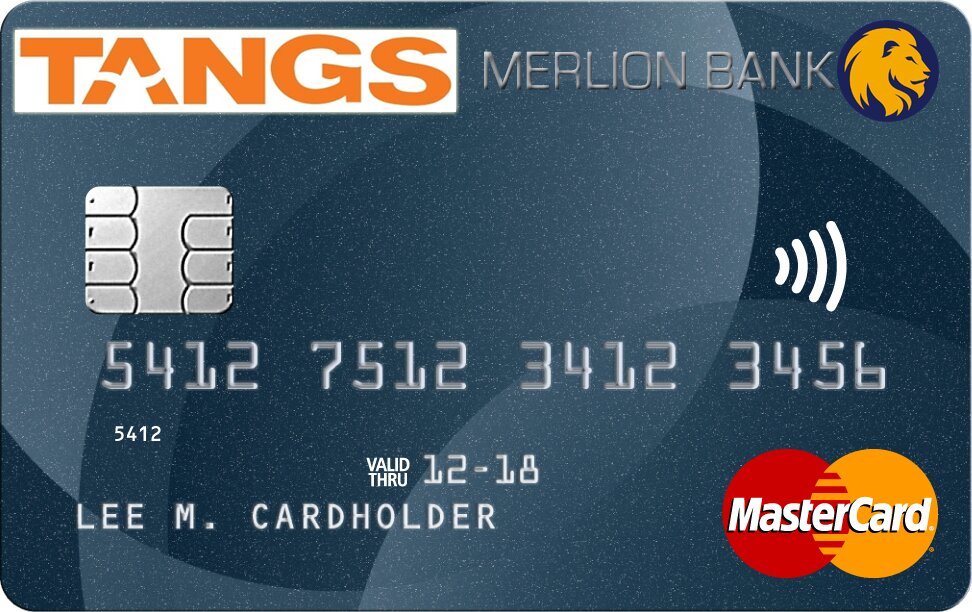 TANGS MERLION BANK
5412 7512 3412 3456
5412
VALID THRU 12-18
LEE M. CARDHOLDER
MasterCard